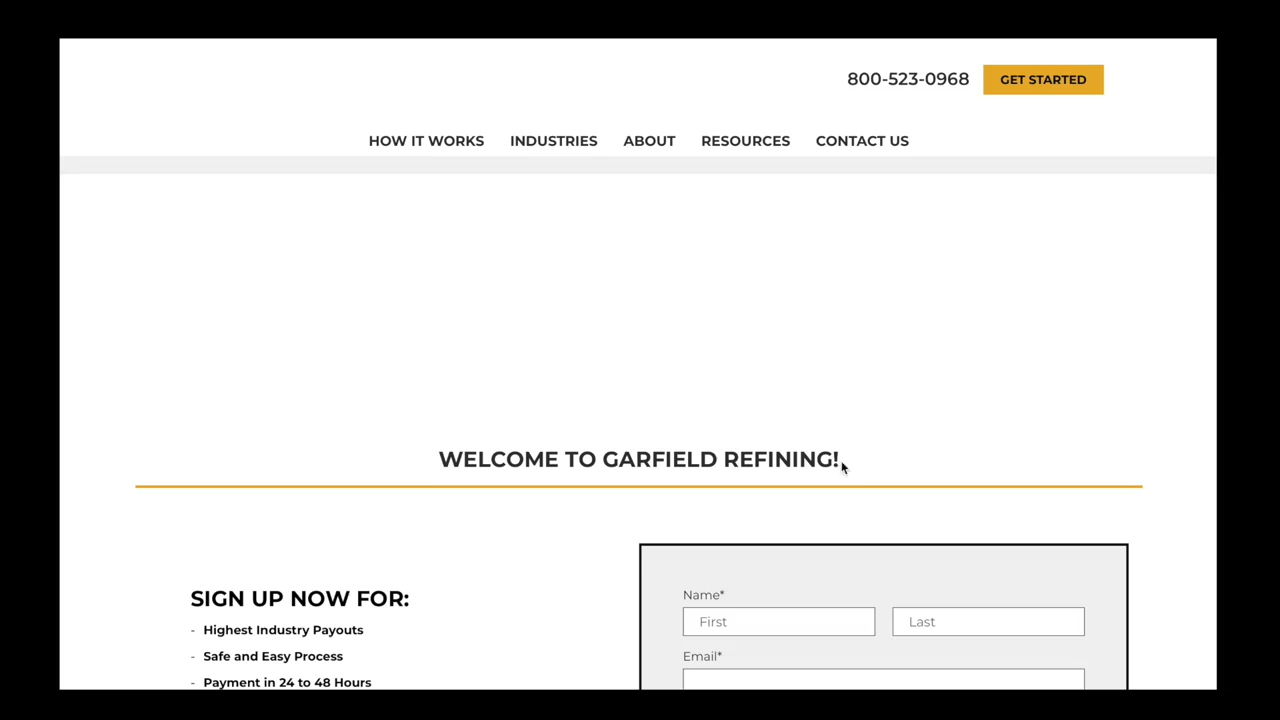 800-523-0968 GET STARTED
HOW IT WORKS INDUSTRIES ABOUT RESOURCES CONTACT US
WELCOME TO GARFIELD REFINING!
SIGN UP NOW FOR:
- Highest Industry Payouts
- Safe and Easy Process
- Payment in 24 to 48 Hours
Name*
First Last
Email*